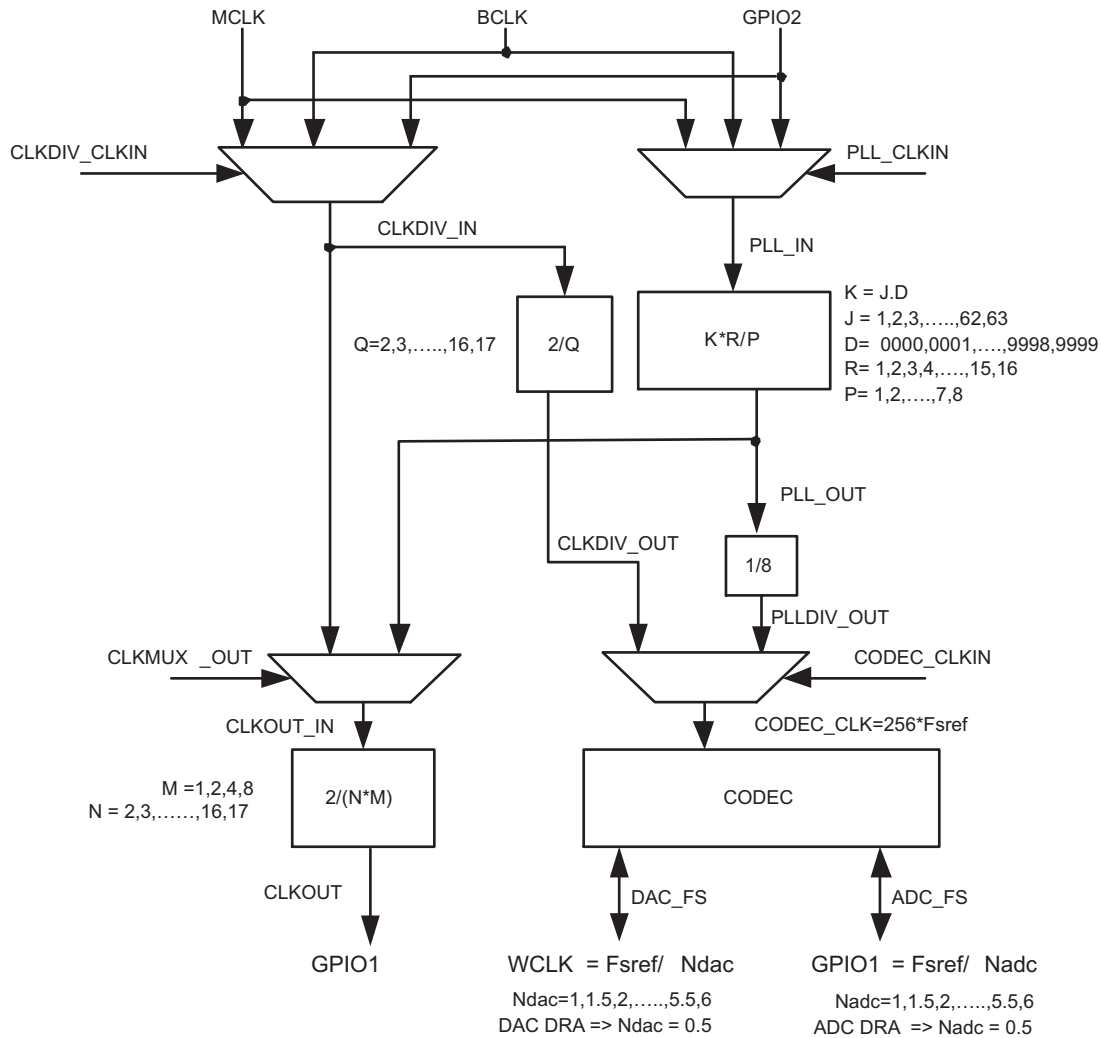 MCLK
BCLK
GPIO2
CLKDIV_CLKIN
PLL_CLKIN
CLKDIV_IN
PLL_IN
Q=2,3,…..,16,17
2/Q
K*R/P
K = J.D
J = 1,2,3,…..,62,63
D= 0000,0001,….,9998,9999
R= 1,2,3,4,….,15,16
P= 1,2,….,7,8
PLL_OUT
CLKDIV_OUT
1/8
PLLDIV_OUT
CLKMUX _OUT
CODEC_CLKIN
CLKOUT_IN
CODEC_CLK=256*Fsref
M =1,2,4,8
N = 2,3,……,16,17
2/(N*M)
CODEC
CLKOUT
DAC_FS
ADC_FS
GPIO1
WCLK = Fsref/ Ndac
GPIO1 = Fsref/ Nadc
Ndac=1,1.5,2,…..,5.5,6
DAC DRA => Ndac = 0.5
Nadc=1,1.5,2,…..,5.5,6
ADC DRA => Nadc = 0.5